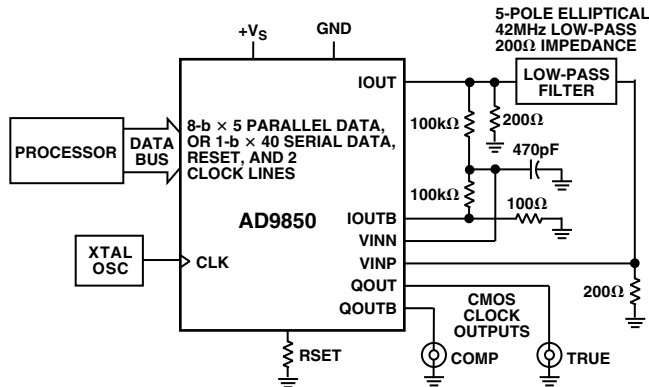 5-POLE ELLIPTICAL
42MHz LOW-PASS
200Ω IMPEDANCE
+VS
GND
IOUT
LOW-PASS
FILTER
100kΩ
200Ω
8-b × 5 PARALLEL DATA,
OR 1-b × 40 SERIAL DATA,
RESET, AND 2
CLOCK LINES
PROCESSOR
DATA
BUS
470pF
100kΩ
AD9850
IOUTB
100Ω
VINN
XTAL
OSC
CLK
VINP
QOUT
QOUTB
CMOS
CLOCK
OUTPUTS
200Ω
RSET
COMP
TRUE